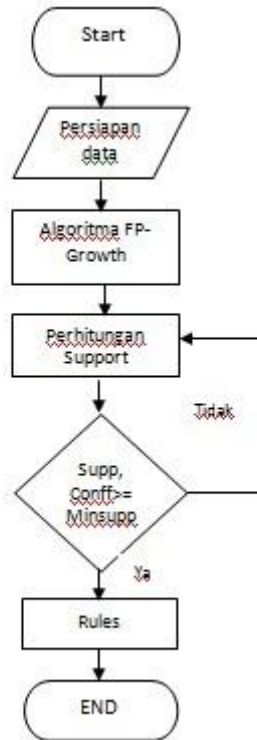 Start
Persiapan
data
Algoritma FP-
Growth
Perhitungan
Support
Tidak
Supp,
Conff>=
Minsupp
Ya
Rules
END